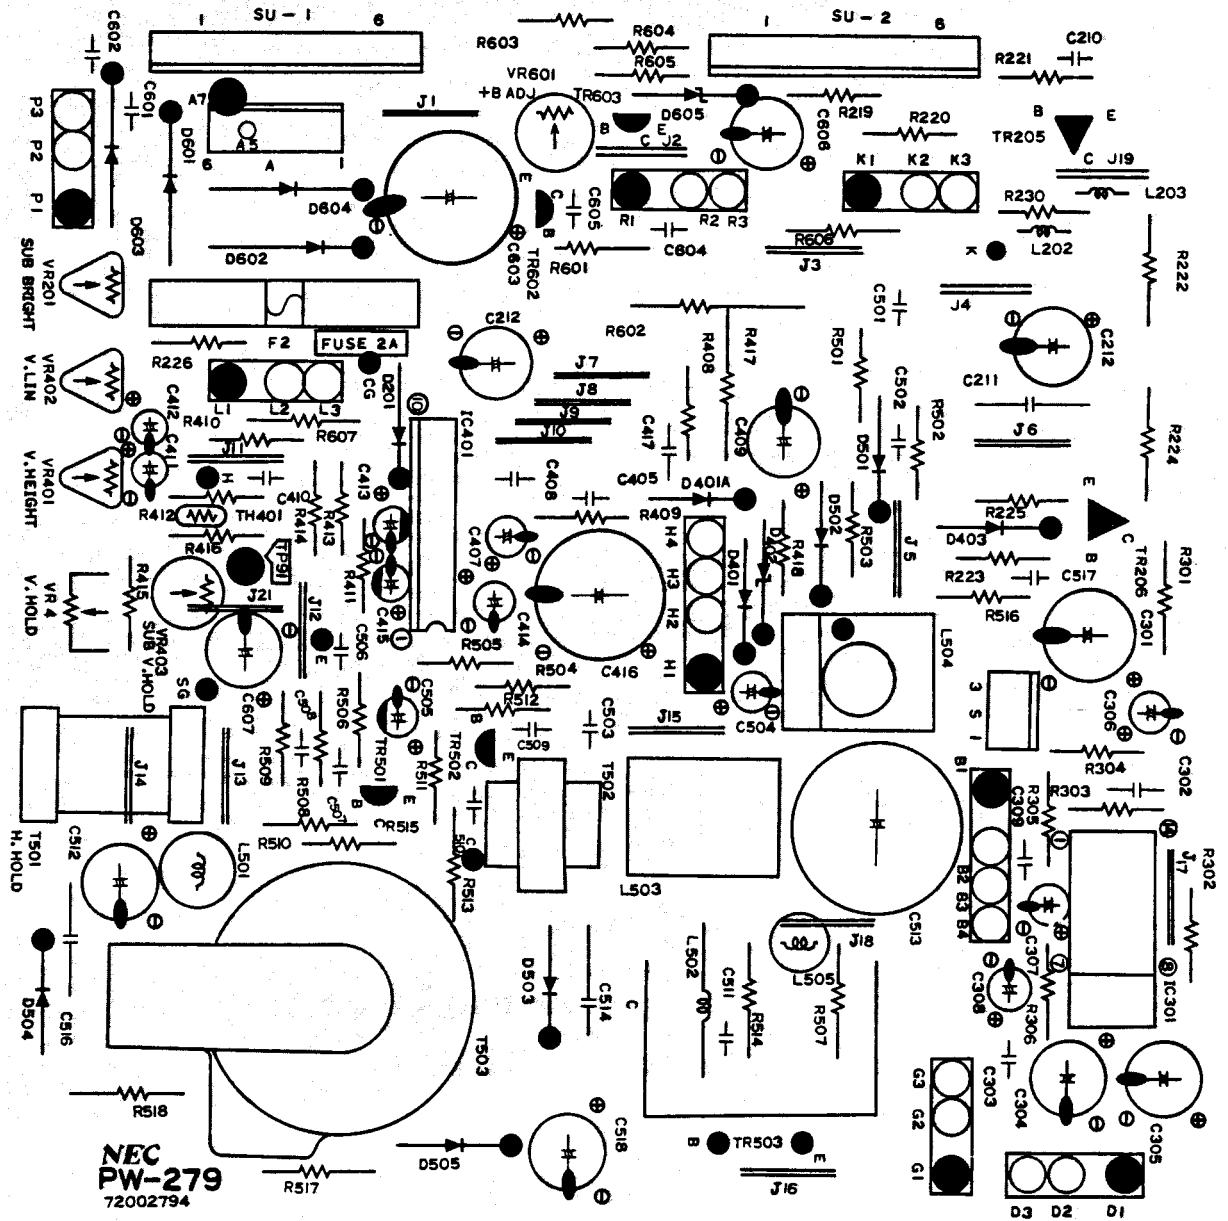 1 SU-1 6
C602
R603
R604
R605
1 SU-2 6
C210
R221
VR601
+B ADJ
TR603
D605
J1
A7
A5
6 A 1
C601
D601
P3
P2
P1
B
E
C J2
C606
R219
R220
B
E
TR205
C J19
L203
K1 K2 K3
R230
L202
K
D604
D602
D603
E
C
B
C605
R1 R2 R3
C604
C603
TR602
R601
R606
J3
J4
R222
VR201
SUB BRIGHT
R226
F2
FUSE 2A
C212
R602
C501
C212
VR402
V.LIN
L1 L2 L3
CG
D201
J7
J8
J9
J10
R408
R417
R501
C502
R502
C211
J6
R224
C412
C411
R410
R607
J11
IC401
C417
C409
D501
VR401
V.HEIGHT
H
C410
R412
TH401
R416
R414
R413
C413
C408
C405
R409
D401A
D502
R503
J5
R225
D403
E
C
B
TR206
R301
TP91
R411
C407
H4
H3
H2
H1
D401
D402
R418
R223
C517
R516
VR4
V.HOLD
R415
VR403
SUB V.HOLD
J21
J12
E
C415
C506
R505
C414
R504
C416
L504
C301
SG
C607
C508
R506
C505
R512
C509
C503
J15
C504
3
S
1
C306
R304
C302
J14
J13
R509
R508
C507
TR501
R511
TR502
B
C
E
T502
B1
R303
R305
C309
T501
H. HOLD
C512
L501
R510
B
E
C
R515
R513
L503
C513
B2
B3
B4
14
1
R302
J17
7
8
IC301
D504
C516
T503
D503
C514
C
L502
C511
R514
L505
J18
R507
C307
C308
R306
R518
C303
C304
C305
G3
G2
G1
NEC
PW-279
72002794
R517
D505
C518
B
TR503
E
J16
D3 D2 D1